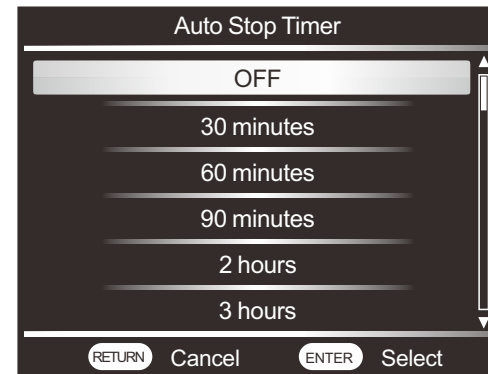 Auto Stop Timer
OFF
30 minutes
60 minutes
90 minutes
2 hours
3 hours
RETURN Cancel ENTER Select